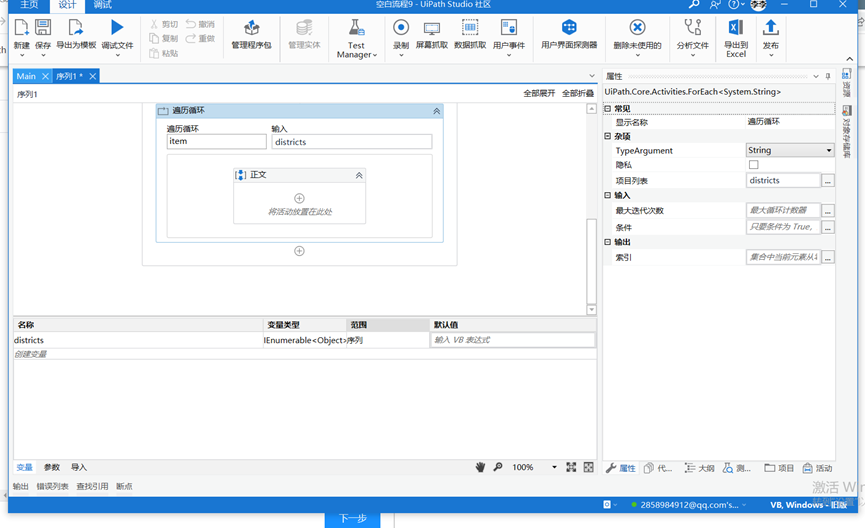 主页 设计 调试 空白流程9 - UiPath Studio 社区
新建 保存 导出为模板 调试文件 剪切 复制 粘贴 撤消 重做 管理程序包 管理实体 Test Manager 录制 屏幕抓取 数据抓取 用户事件 用户界面探测器 删除未使用的 分析文件 导出到 Excel 发布
Main 序列1 *
序列1 全部展开 全部折叠
遍历循环
遍历循环 输入
item districts
正文
将活动放置在此处
名称 变量类型 范围 默认值
districts IEnumerable<Object> 序列 输入 VB 表达式
创建变量
变量 参数 导入 100%
输出 错误列表 查找引用 断点
属性
UiPath.Core.Activities.ForEach<System.String>
常见
显示名称 遍历循环
杂项
TypeArgument String
隐私
项目列表 districts ...
输入
最大迭代次数 最大循环计数器 ...
条件 只要条件为 True, ...
输出
索引 集合中当前元素从 ...
属性 代... 大纲 测... 项目 活动
资源
对象存储库
激活 Win
2858984912@qq.com's... VB, Windows - 旧版
下一步